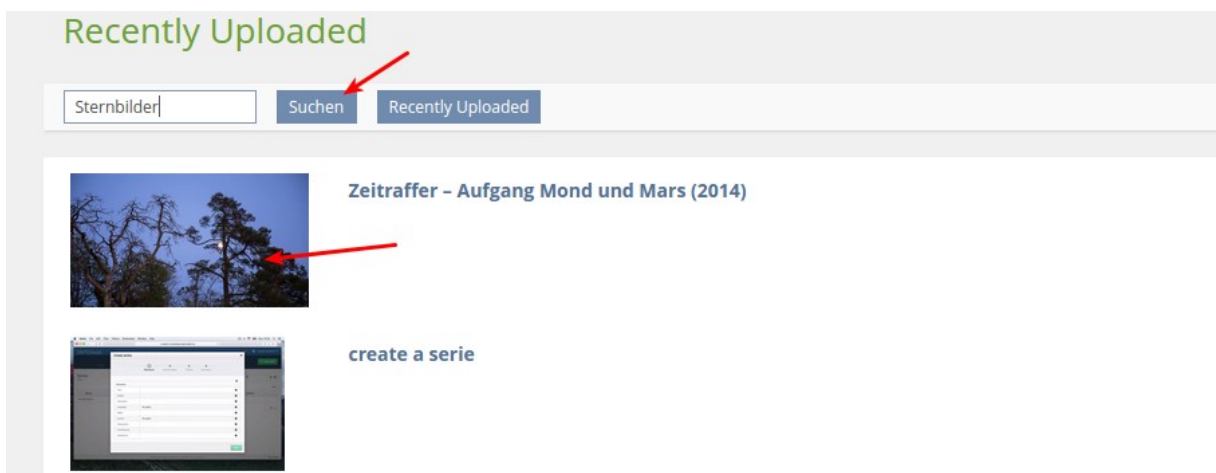 Recently Uploaded
Sternbilder Suchen Recently Uploaded
Zeitraffer – Aufgang Mond und Mars (2014)
create a serie